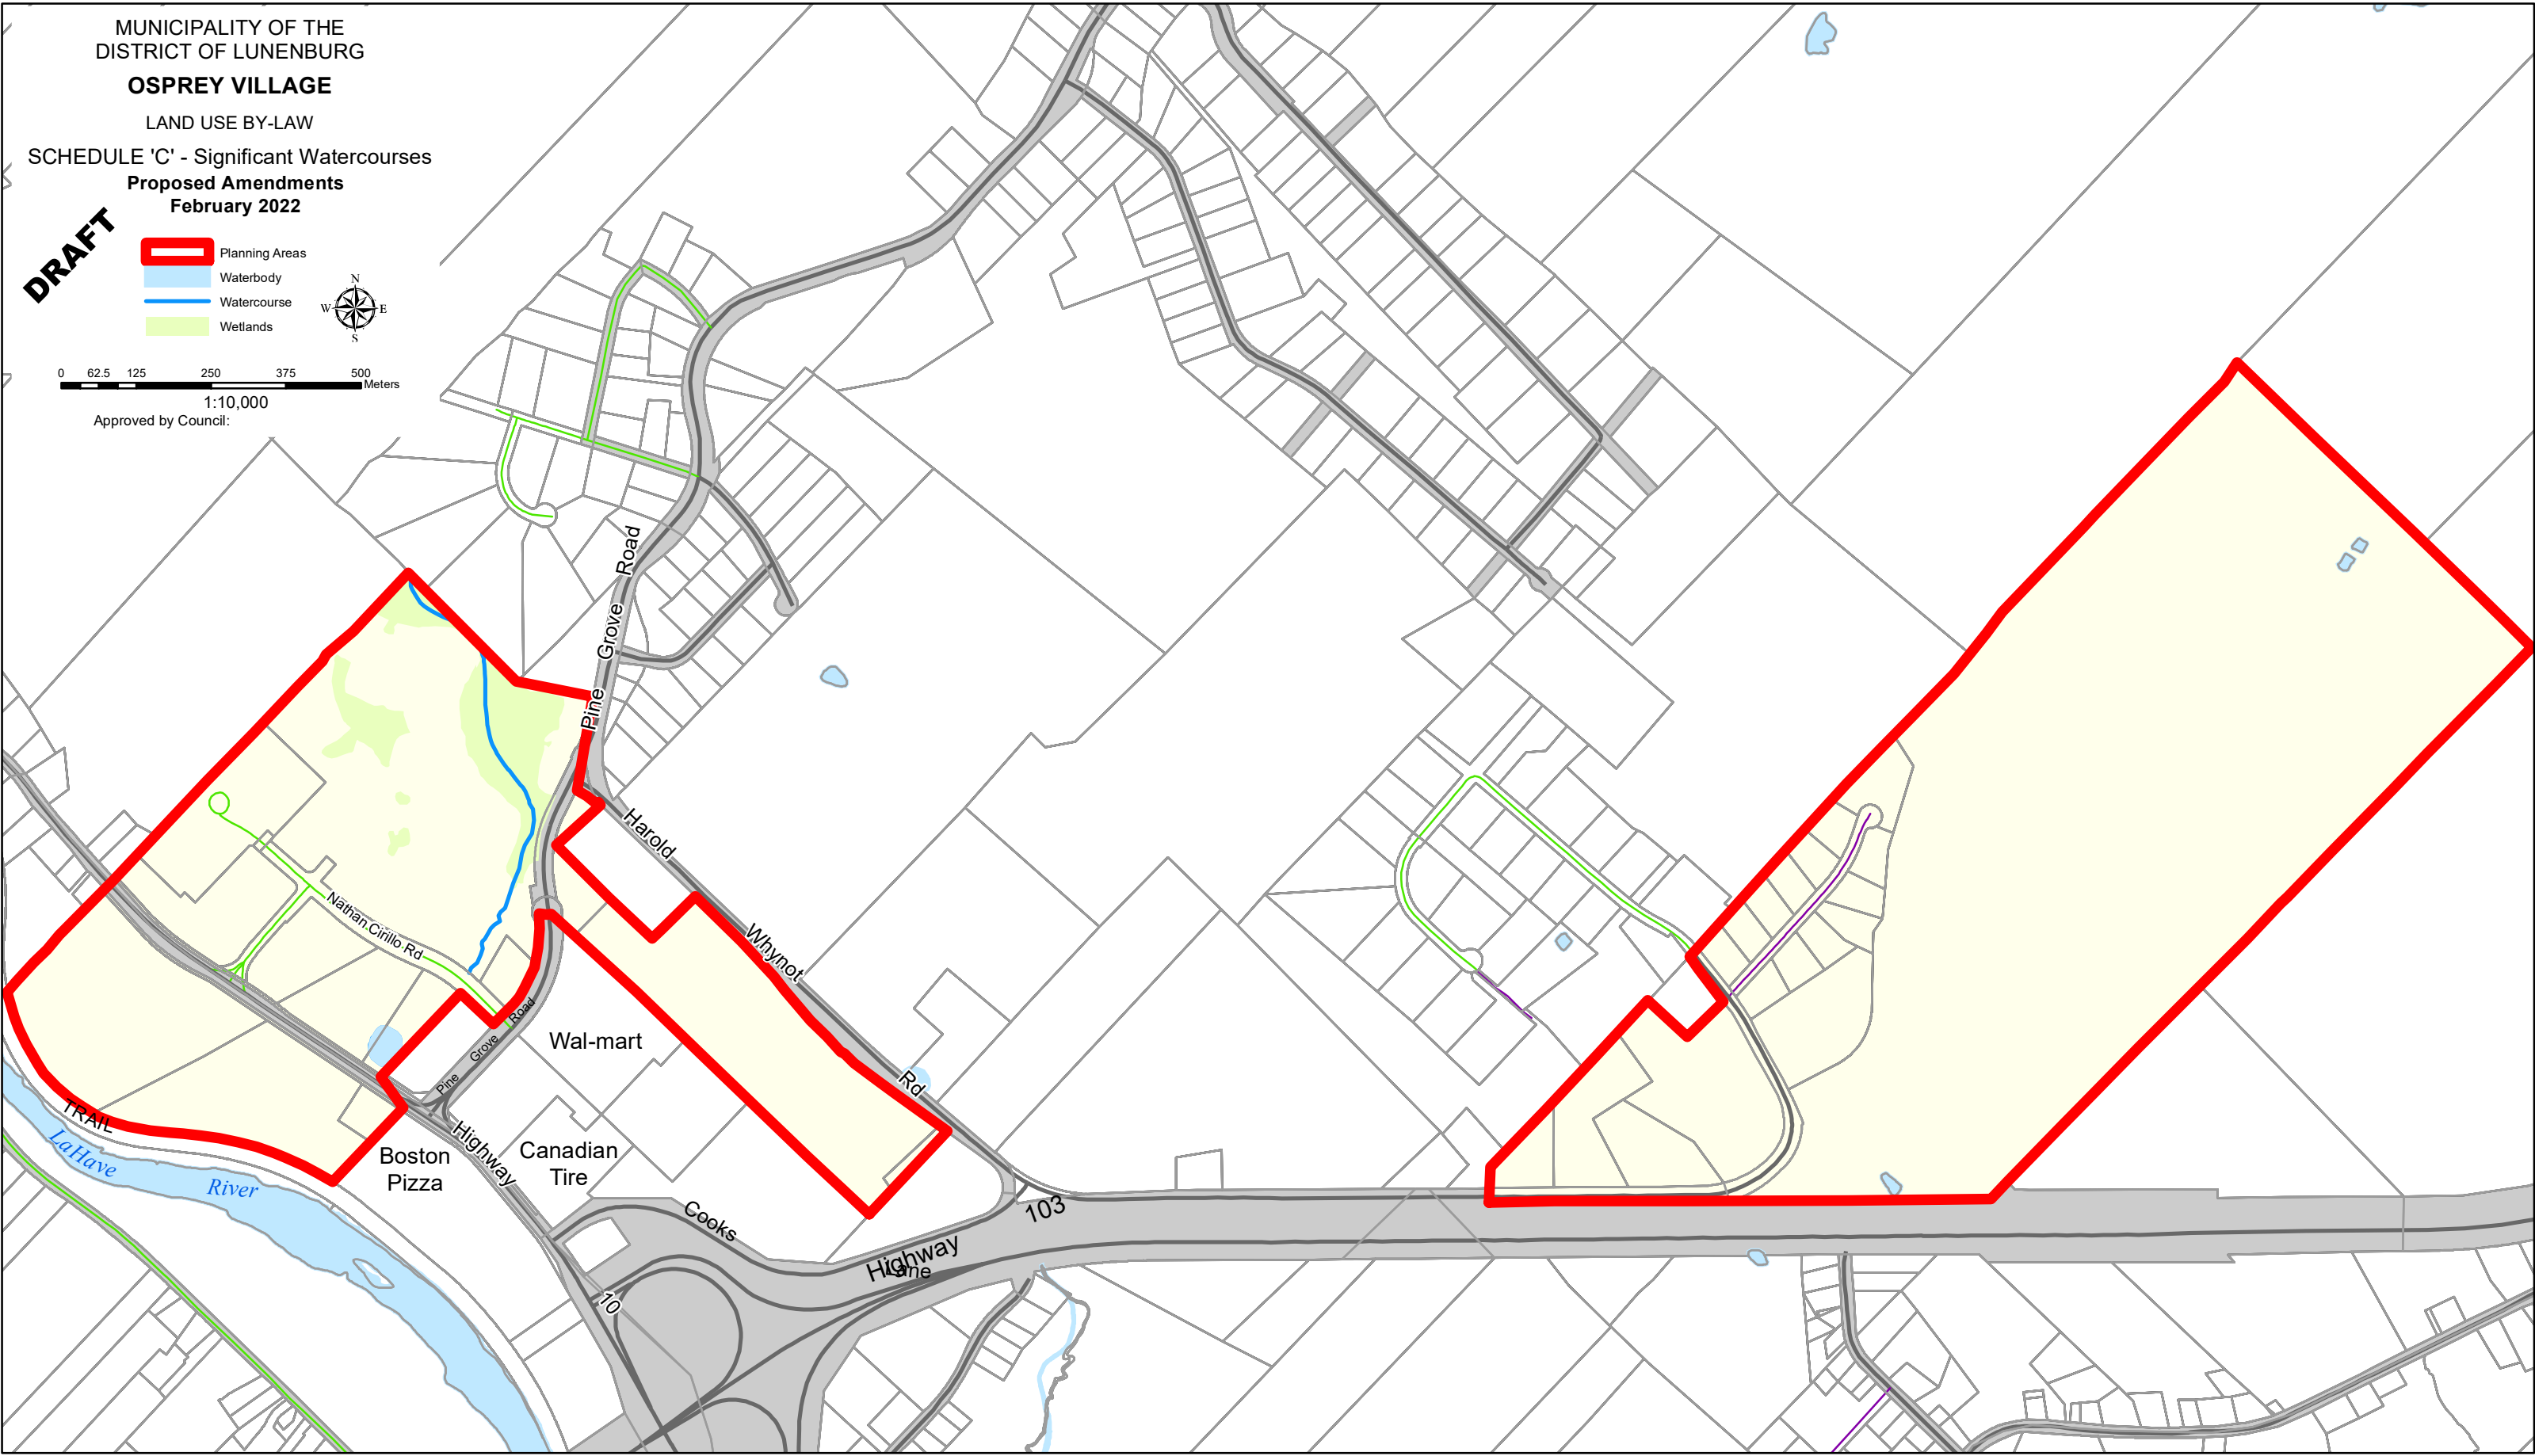 MUNICIPALITY OF THE
DISTRICT OF LUNENBURG
OSPREY VILLAGE
LAND USE BY-LAW
SCHEDULE 'C' - Significant Watercourses
Proposed Amendments
February 2022
DRAFT
Planning Areas
Waterbody
Watercourse
Wetlands
N
W
E
S
0 62.5 125 250 375 500
Meters
1:10,000
Approved by Council:
Pine Grove Road
Harold Whynot Rd
Nathan Cirillo Rd
Pine Grove Road
Wal-mart
TRAIL
LaHave River
Boston
Pizza
Canadian
Tire
Highway 10
Cooks Lane
Highway 103